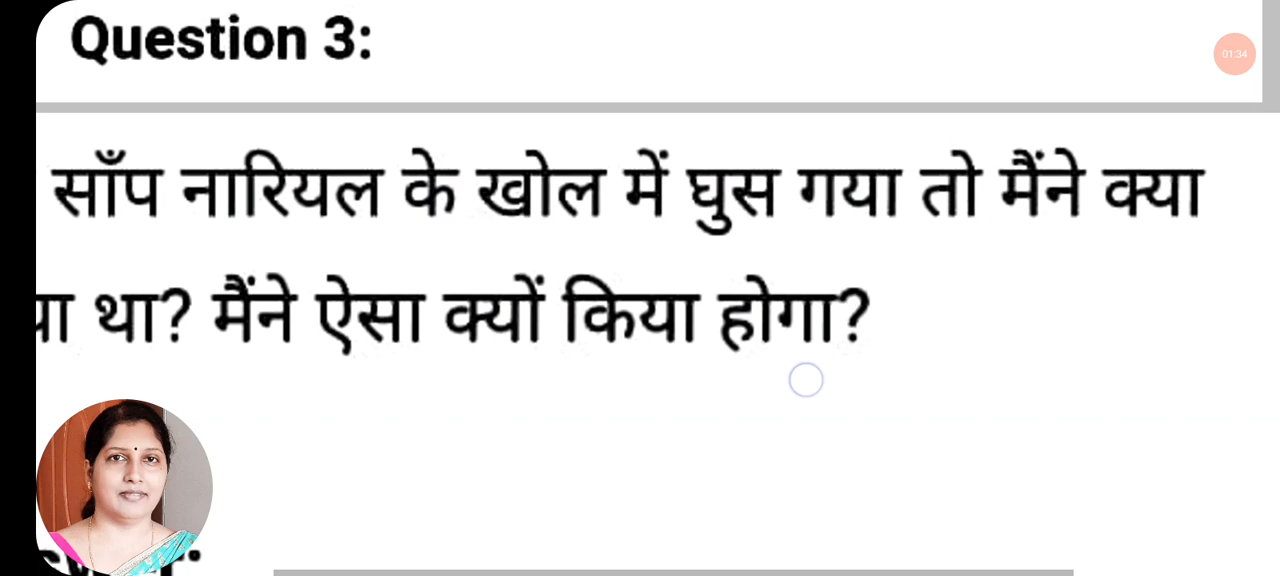 Question 3:
01:34
साँप नारियल के खोल में घुस गया तो मैंने क्या
था? मैंने ऐसा क्यों किया होगा?